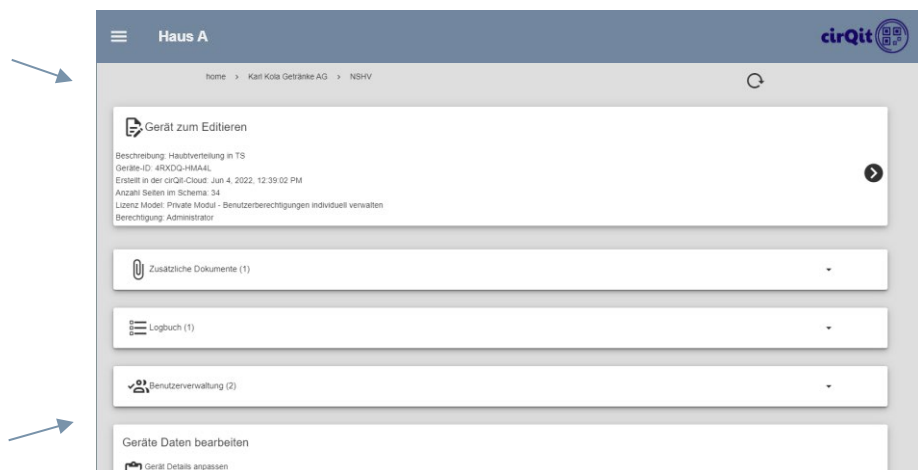 Haus A
cirQit
home > Karl Kola Getränke AG > NSHV
Gerät zum Editieren
Beschreibung: Haubtverteilung in TS
Geräte-ID: 4RXDQ-HMA4L
Erstellt in der cirQit-Cloud: Jun 4, 2022, 12:39:02 PM
Anzahl Seiten im Schema: 34
Lizenz Model: Private Modul - Benutzerberechtigungen individuell verwalten
Berechtigung: Administrator
Zusätzliche Dokumente (1)
Logbuch (1)
Benutzerverwaltung (2)
Geräte Daten bearbeiten
Gerät Details anpassen